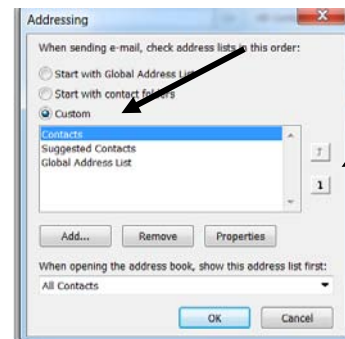 Addressing
When sending e-mail, check address lists in this order:
Start with Global Address List
Start with contact folders
Custom
Contacts
Suggested Contacts
Global Address List
Add...
Remove
Properties
When opening the address book, show this address list first:
All Contacts
OK
Cancel